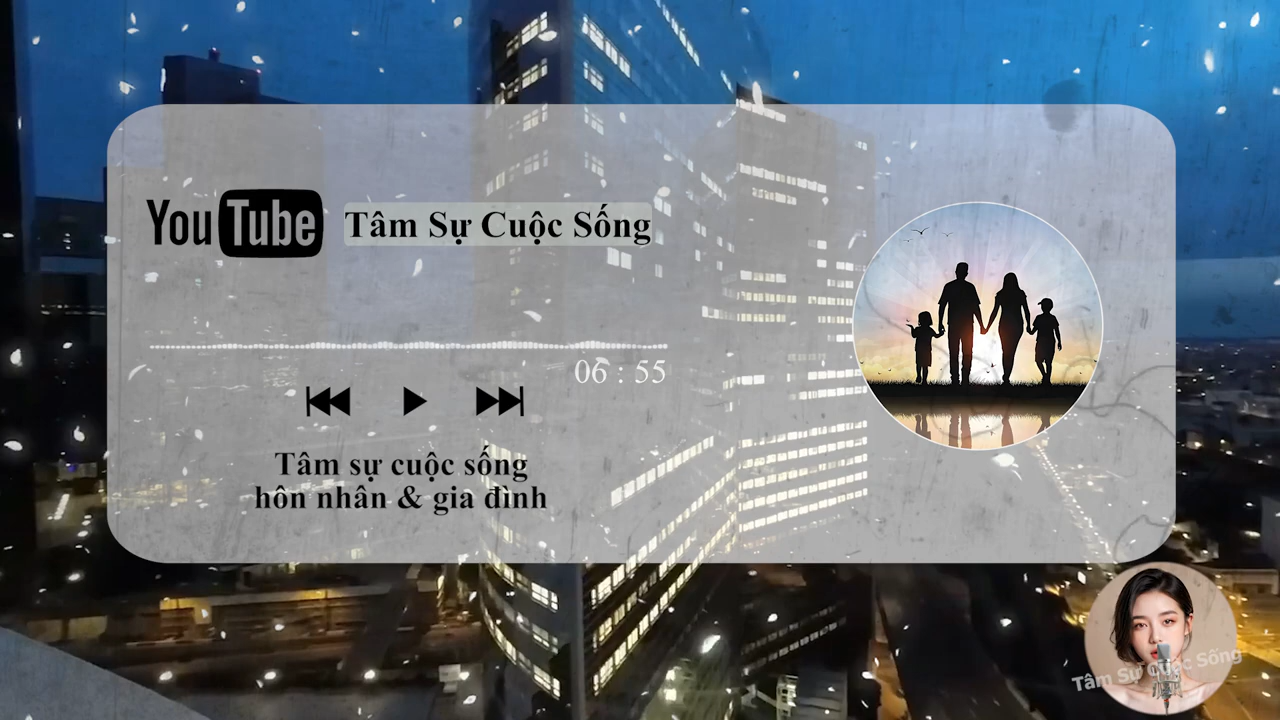 YouTube Tâm Sự Cuộc Sống
06 : 55
Tâm sự cuộc sống
hôn nhân & gia đình
Tâm Sự Cuộc Sống